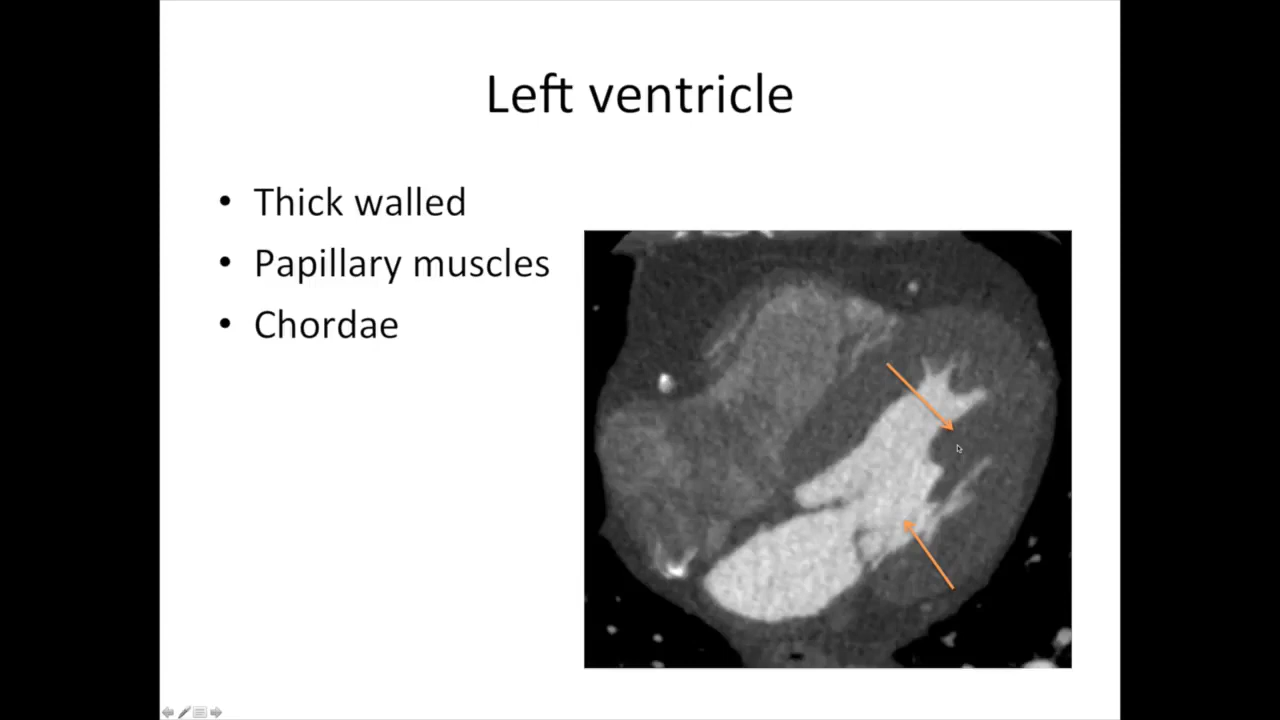 Left ventricle
• Thick walled
• Papillary muscles
• Chordae